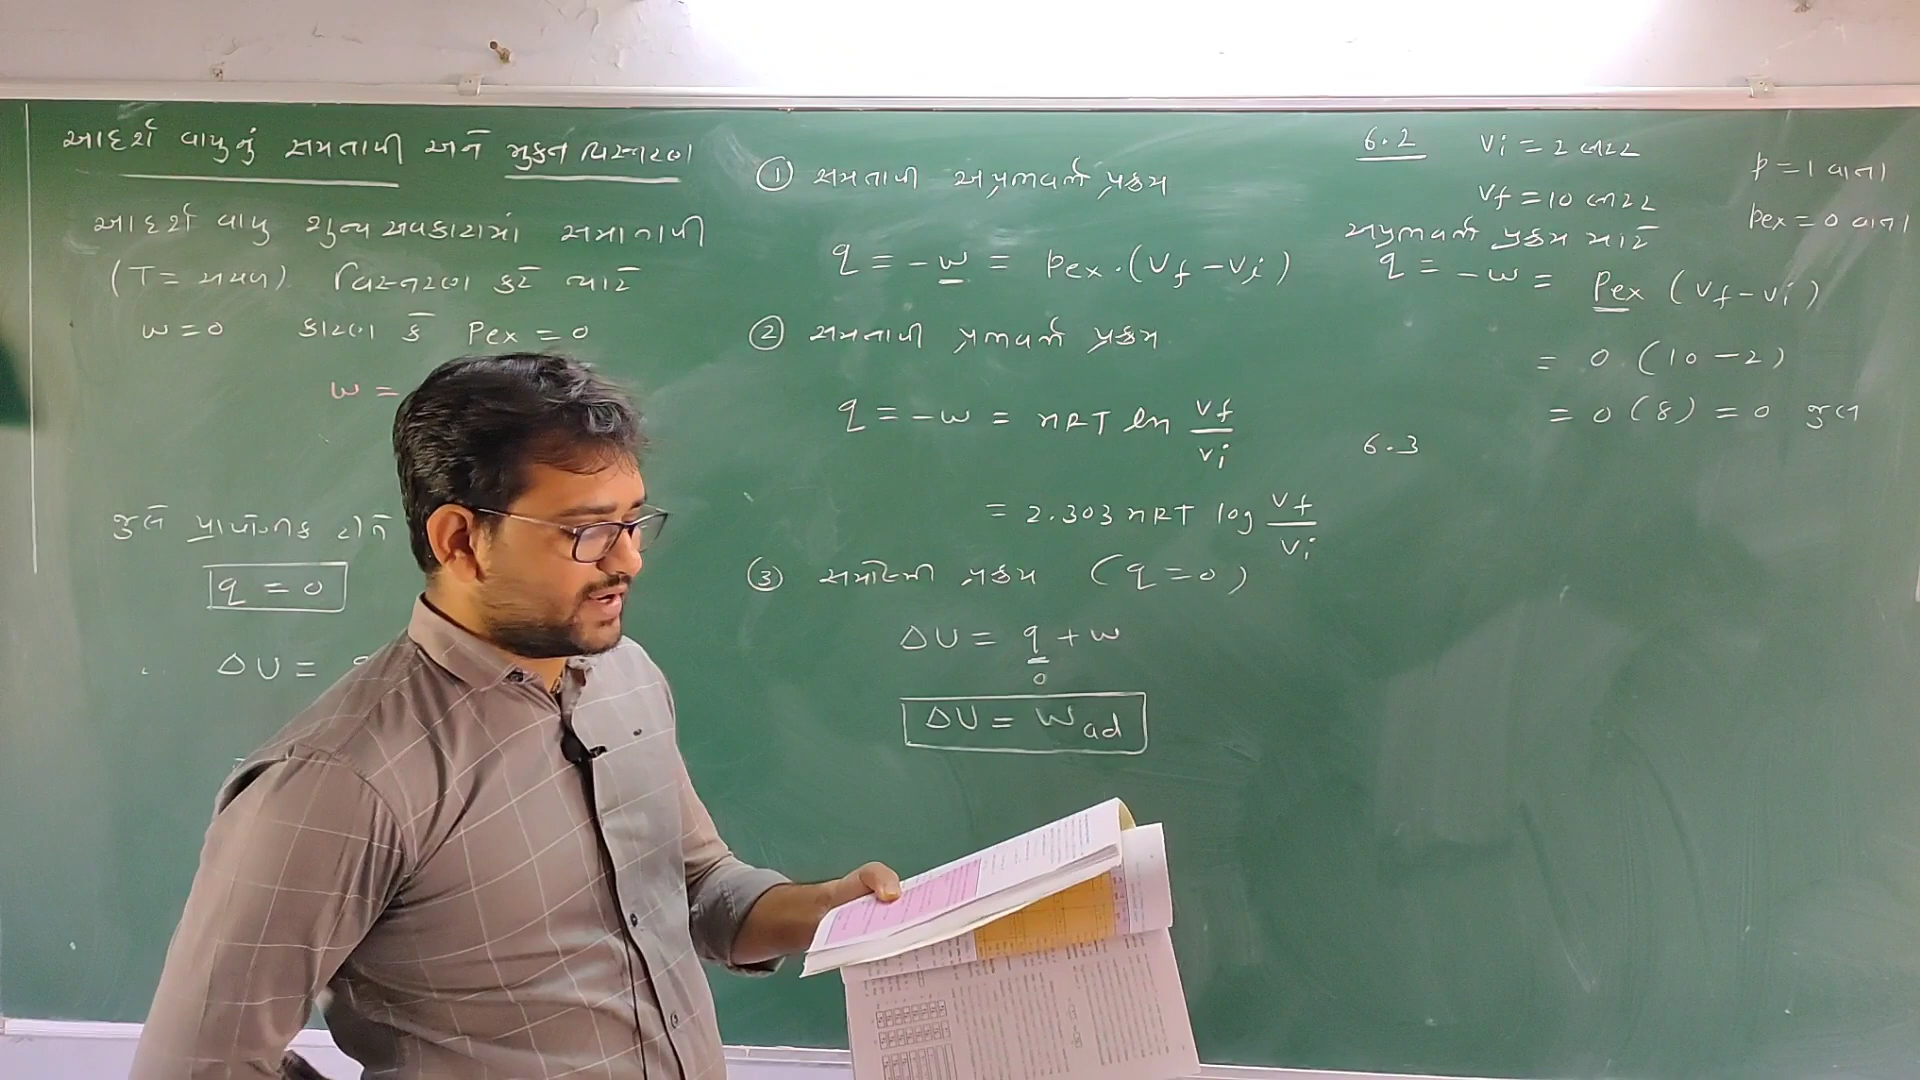 આદર્શ વાયુનું સમતાપી અને મુક્ત વિસ્તરણ
આદર્શ વાયુ શુન્યાવકાશમાં સમતાપી
(T = અચળ) વિસ્તરણ કરે ત્યારે
w = 0 કારણ કે Pex = 0
w =
જુલે પ્રાયોગિક રીતે
q = 0
∴ ΔU =
① સમતાપી અપ્રતિવર્તી પ્રક્રમ
q = -w = Pex.(Vf - Vi)
② સમતાપી પ્રતિવર્તી પ્રક્રમ
q = -w = nRT ln Vf/Vi
= 2.303 nRT log Vf/Vi
③ સમોષ્મી પ્રક્રમ (q = 0)
ΔU = q + w
0
ΔU = Wad
6.2 Vi = 2 લિટર
Vf = 10 લિટર
P = 1 વાતા
Pex = 0 વાતા
અપ્રતિવર્તી પ્રક્રમ માટે
q = -w = Pex (Vf - Vi)
= 0 (10 - 2)
= 0 (8) = 0 જુલ
6.3